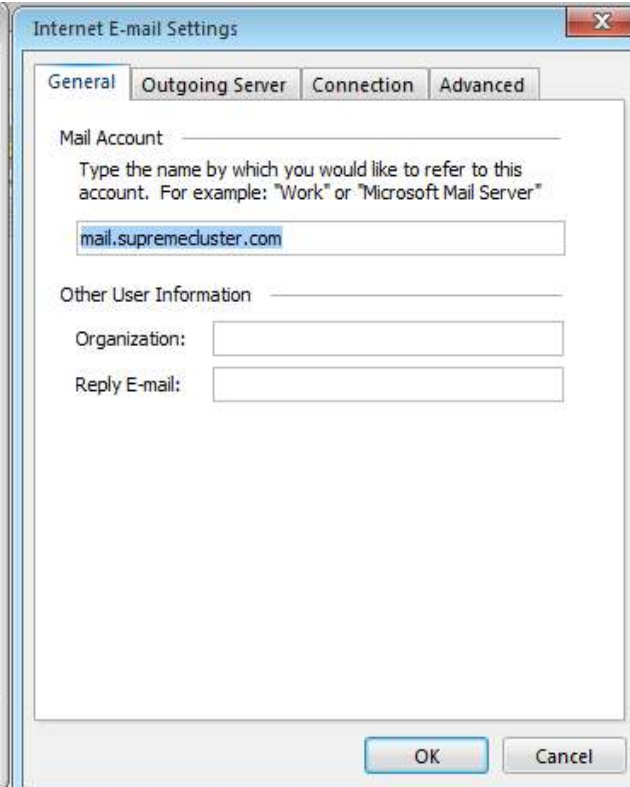 Internet E-mail Settings
General Outgoing Server Connection Advanced
Mail Account
Type the name by which you would like to refer to this
account. For example: "Work" or "Microsoft Mail Server"
mail.supremecluster.com
Other User Information
Organization:
Reply E-mail:
OK Cancel